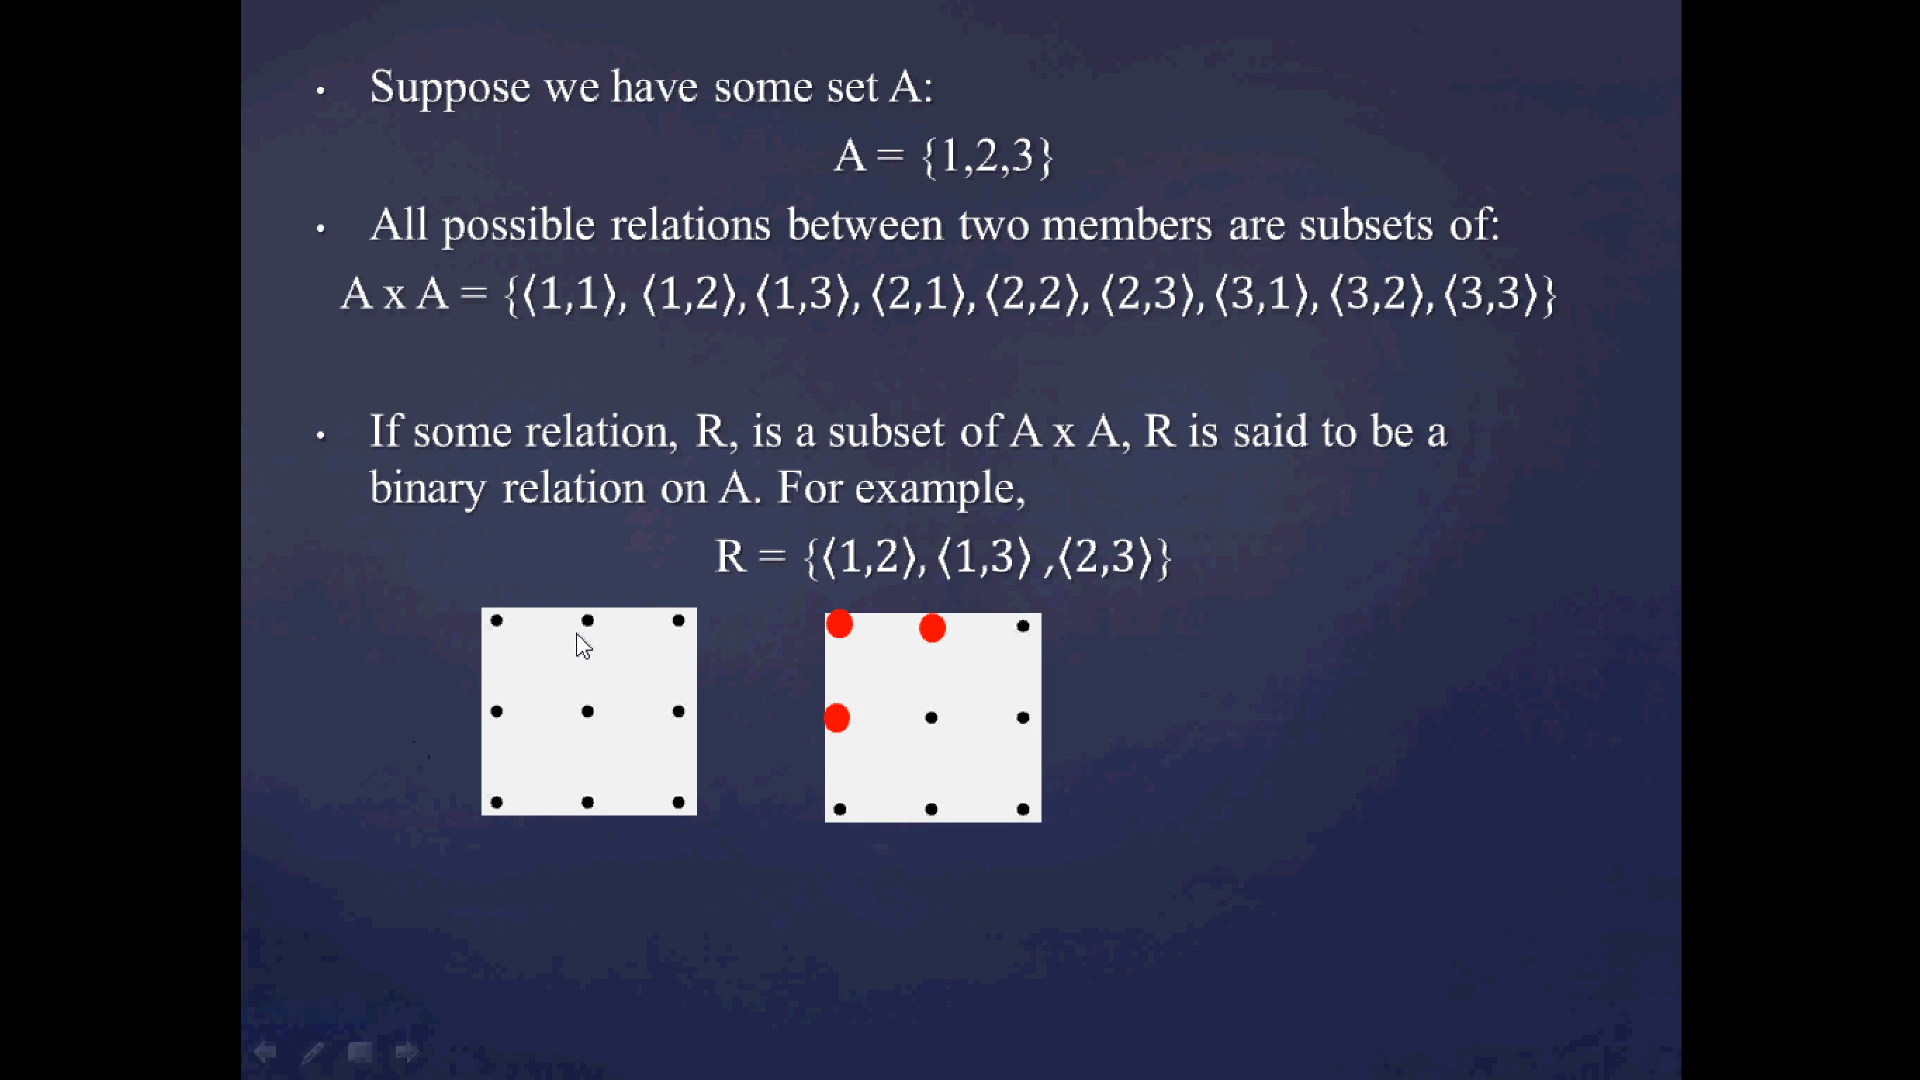 • Suppose we have some set A:
A = {1,2,3}
• All possible relations between two members are subsets of:
A x A = {⟨1,1⟩, ⟨1,2⟩, ⟨1,3⟩, ⟨2,1⟩, ⟨2,2⟩, ⟨2,3⟩, ⟨3,1⟩, ⟨3,2⟩, ⟨3,3⟩}
• If some relation, R, is a subset of A x A, R is said to be a
binary relation on A. For example,
R = {⟨1,2⟩, ⟨1,3⟩ ,⟨2,3⟩}